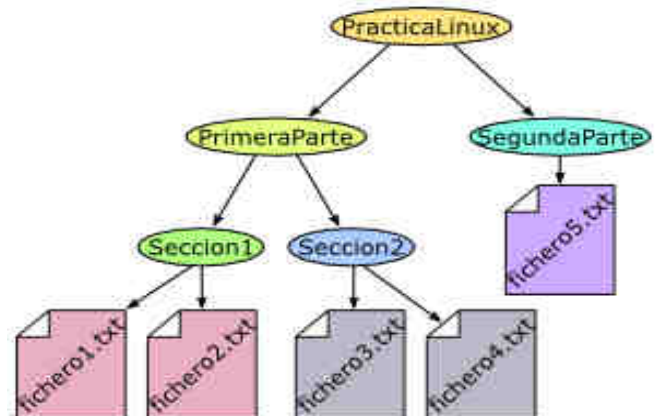 PracticaLinux
PrimeraParte
SegundaParte
Seccion1
Seccion2
fichero5.txt
fichero1.txt
fichero2.txt
fichero3.txt
fichero4.txt